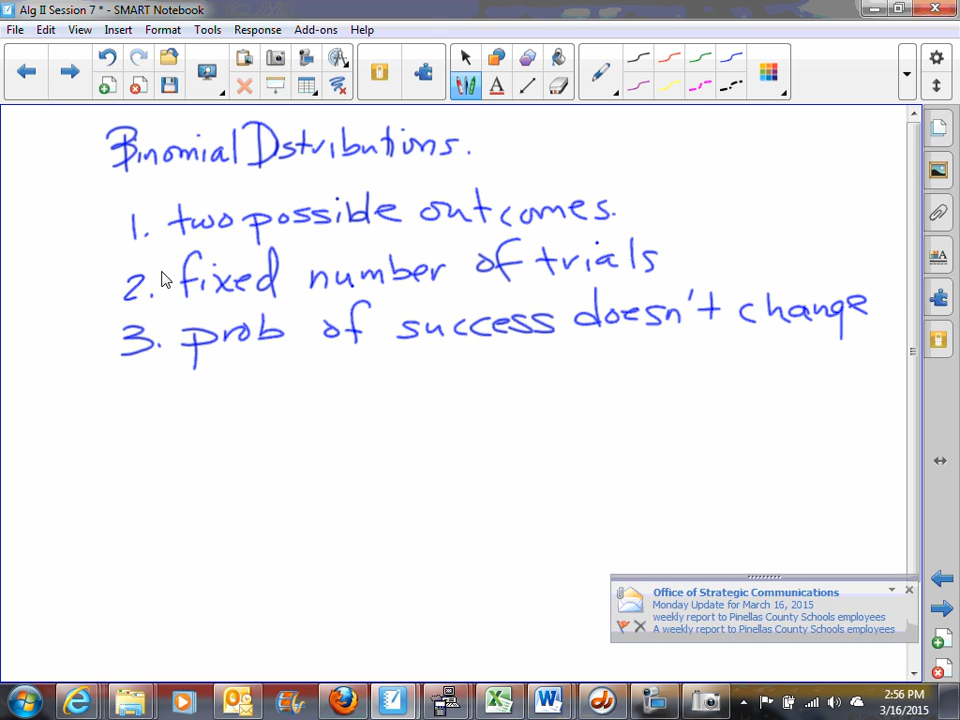 Alg II Session 7 * - SMART Notebook
File Edit View Insert Format Tools Response Add-ons Help
Binomial Dstributions.
1. two possible outcomes.
2. fixed number of trials
3. prob of success doesn't change
Office of Strategic Communications
Monday Update for March 16, 2015
weekly report to Pinellas County Schools employees
A weekly report to Pinellas County Schools employees
2:56 PM
3/16/2015